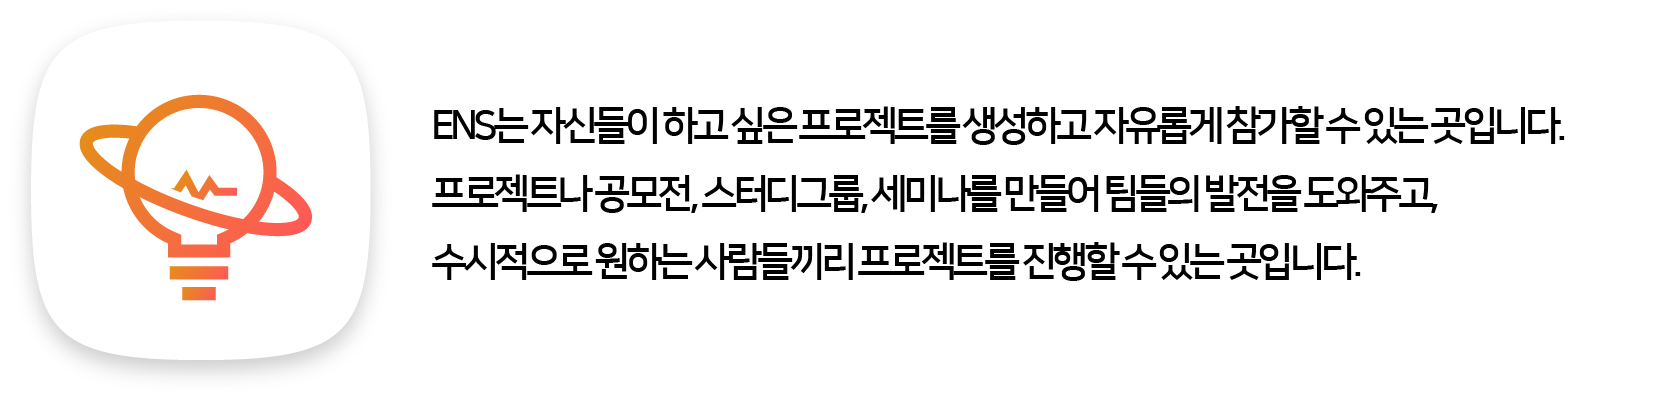 ENS는 자신들이 하고 싶은 프로젝트를 생성하고 자유롭게 참가할 수 있는 곳입니다.
프로젝트나 공모전, 스터디그룹, 세미나를 만들어 팀들의 발전을 도와주고,
수시적으로 원하는 사람들끼리 프로젝트를 진행할 수 있는 곳입니다.